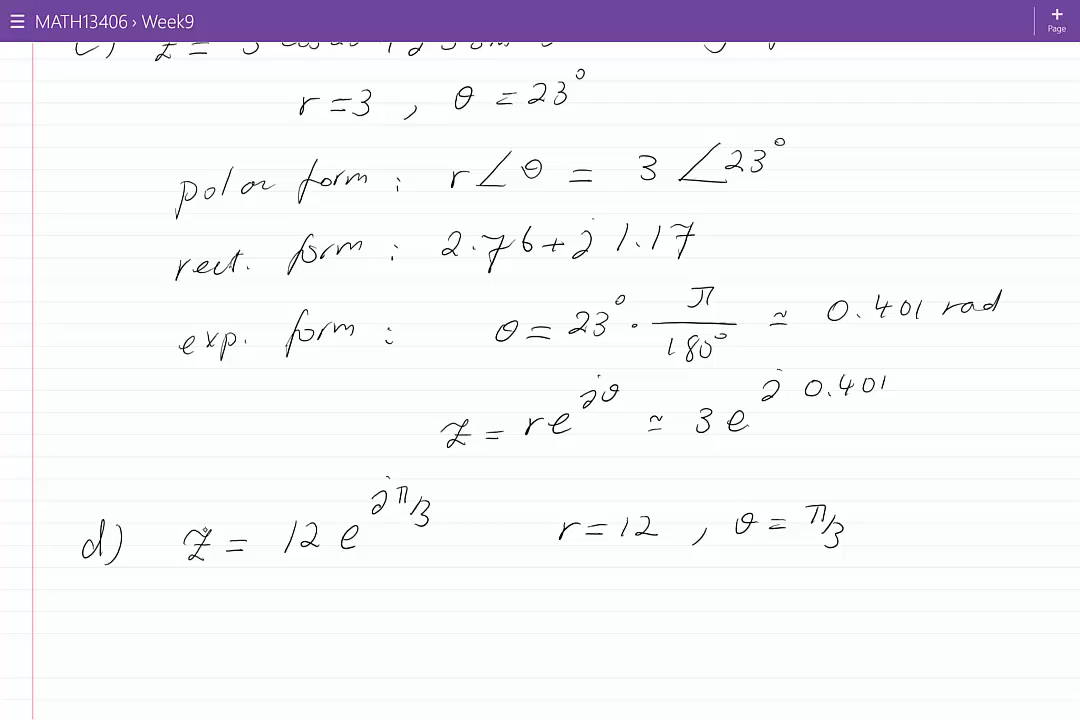 MATH13406 › Week9
Page
r = 3 , θ = 23°
polar form : r∠θ = 3 ∠23°
rect. form : 2.76 + j 1.17
exp. form : θ = 23° · π/180° ≃ 0.401 rad
z = re^jθ ≃ 3 e^j 0.401
d) z = 12 e^jπ/3 r = 12 , θ = π/3